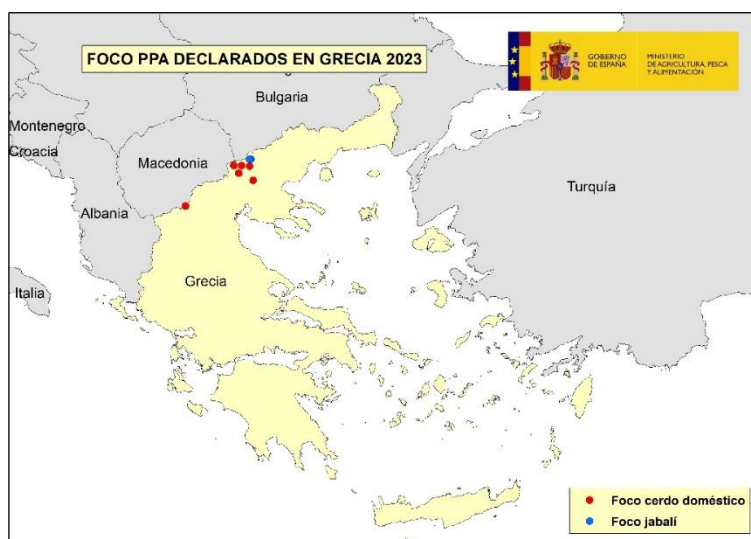 FOCO PPA DECLARADOS EN GRECIA 2023
GOBIERNO
DE ESPAÑA
MINISTERIO
DE AGRICULTURA, PESCA
Y ALIMENTACIÓN
Bulgaria
Montenegro
Croacia
Macedonia
Albania
Turquía
Grecia
Italia
Foco cerdo doméstico
Foco jabalí